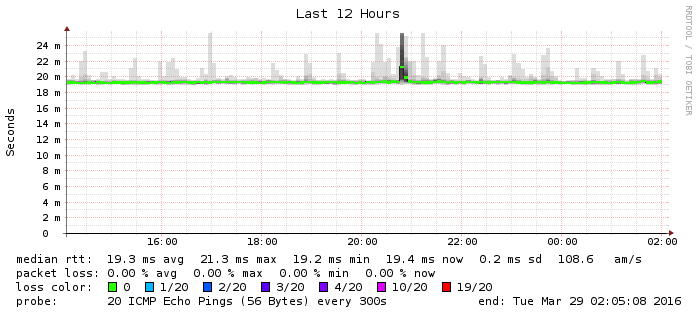 Last 12 Hours
RRDTOOL / TOBI OETIKER
Seconds
24 m
22 m
20 m
18 m
16 m
14 m
12 m
10 m
8 m
6 m
4 m
2 m
0
16:00 18:00 20:00 22:00 00:00 02:00
median rtt: 19.3 ms avg 21.3 ms max 19.2 ms min 19.4 ms now 0.2 ms sd 108.6 am/s
packet loss: 0.00 % avg 0.00 % max 0.00 % min 0.00 % now
loss color: 0 1/20 2/20 3/20 4/20 10/20 19/20
probe: 20 ICMP Echo Pings (56 Bytes) every 300s end: Tue Mar 29 02:05:08 2016